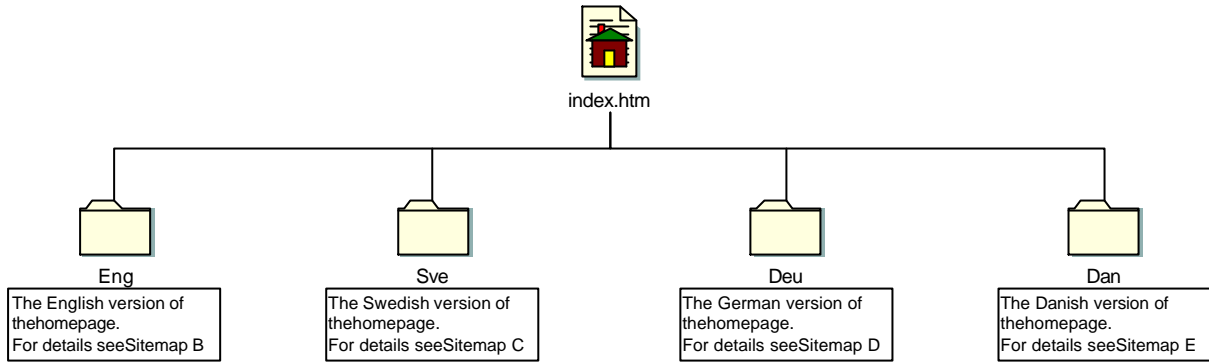 index.htm
Eng
The English version of
thehomepage.
For details seeSitemap B
Sve
The Swedish version of
thehomepage.
For details seeSitemap C
Deu
The German version of
thehomepage.
For details seeSitemap D
Dan
The Danish version of
thehomepage.
For details seeSitemap E